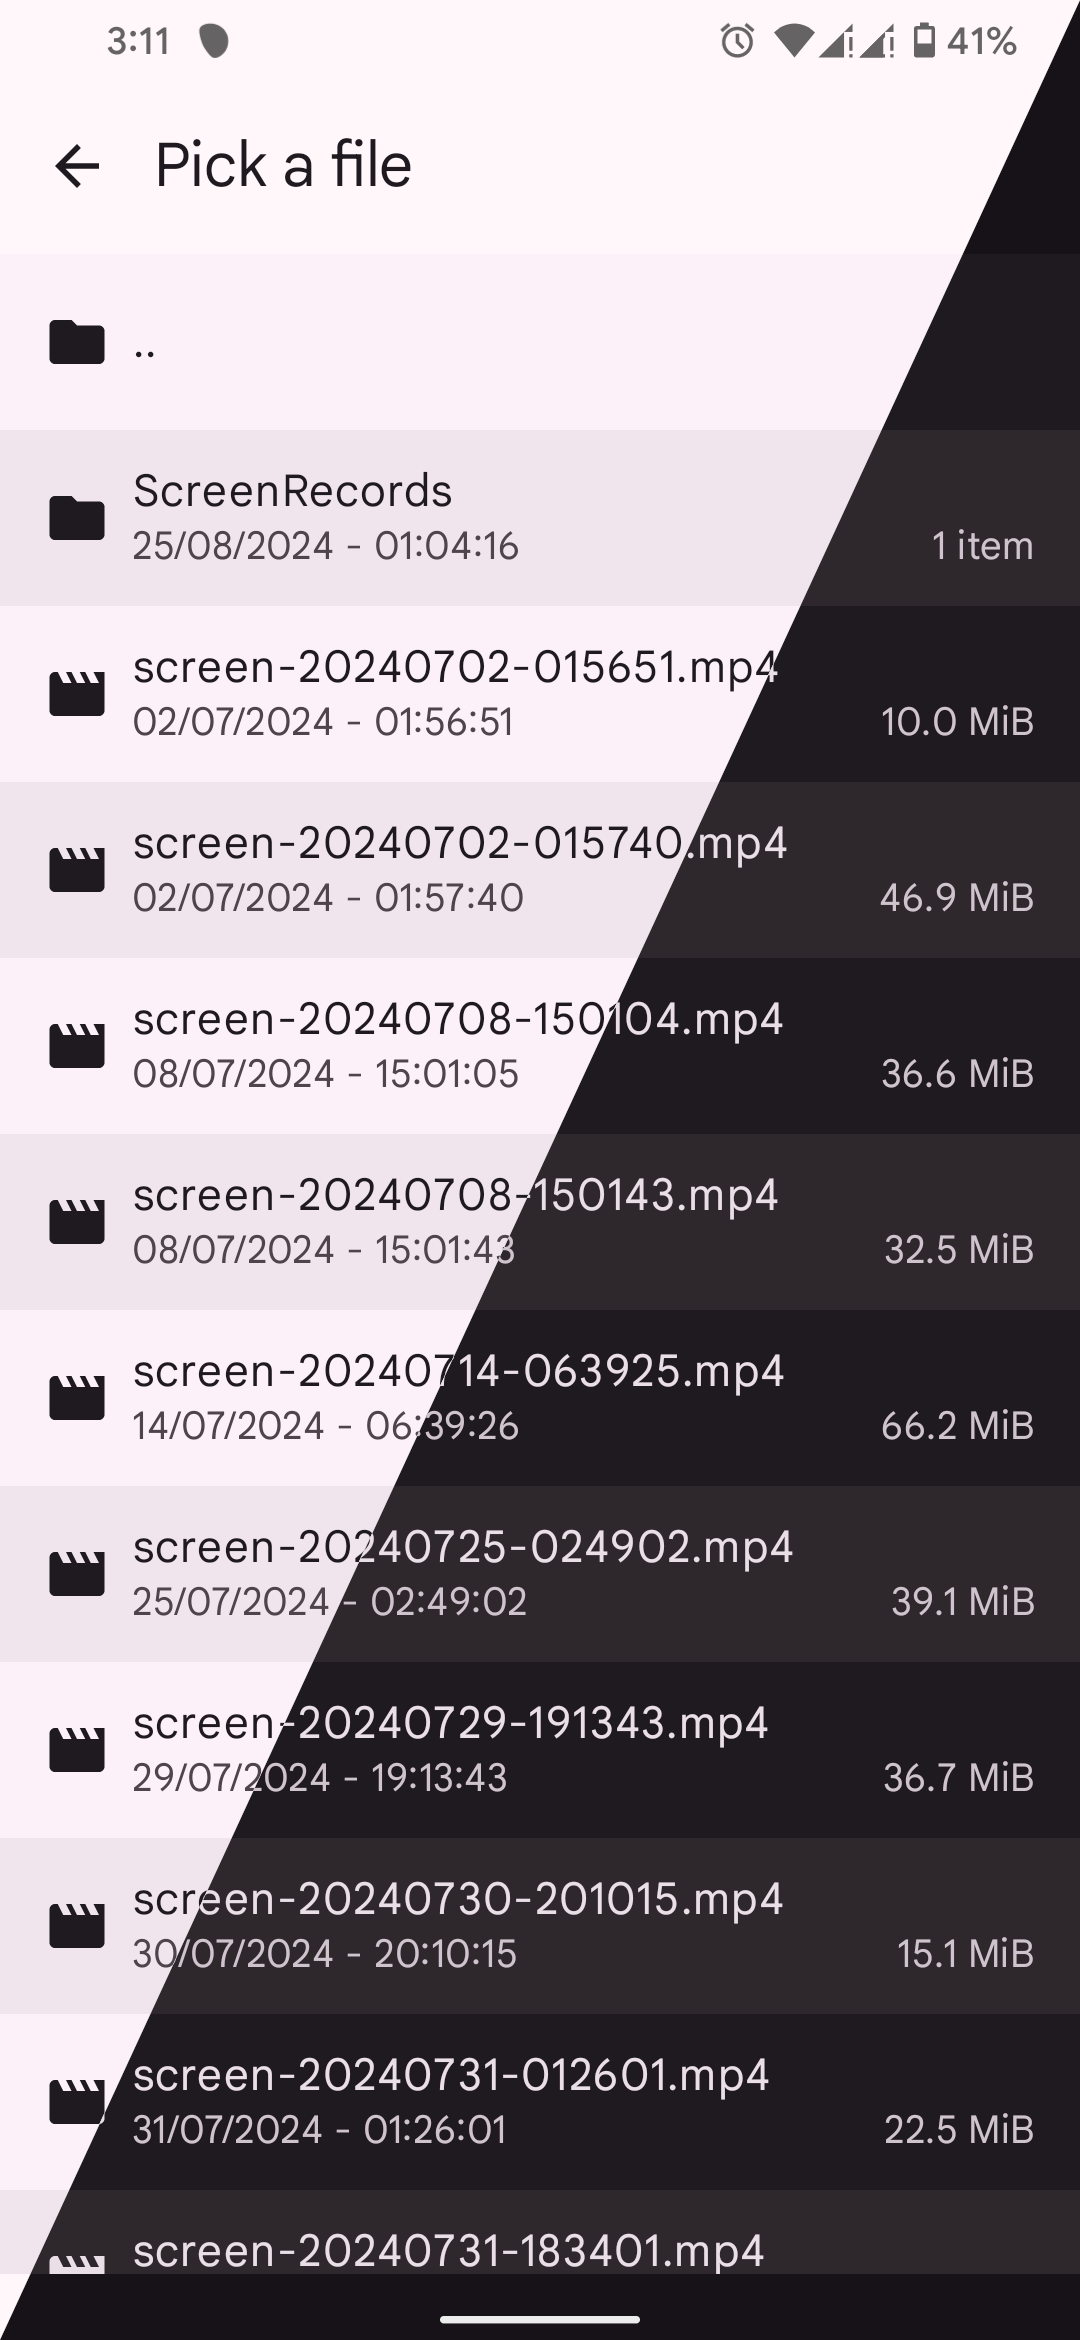 3:11 41%
Pick a file
..
ScreenRecords
25/08/2024 - 01:04:16 1 item
screen-20240702-015651.mp4
02/07/2024 - 01:56:51 10.0 MiB
screen-20240702-015740.mp4
02/07/2024 - 01:57:40 46.9 MiB
screen-20240708-150104.mp4
08/07/2024 - 15:01:05 36.6 MiB
screen-20240708-150143.mp4
08/07/2024 - 15:01:43 32.5 MiB
screen-20240714-063925.mp4
14/07/2024 - 06:39:26 66.2 MiB
screen-20240725-024902.mp4
25/07/2024 - 02:49:02 39.1 MiB
screen-20240729-191343.mp4
29/07/2024 - 19:13:43 36.7 MiB
screen-20240730-201015.mp4
30/07/2024 - 20:10:15 15.1 MiB
screen-20240731-012601.mp4
31/07/2024 - 01:26:01 22.5 MiB
screen-20240731-183401.mp4